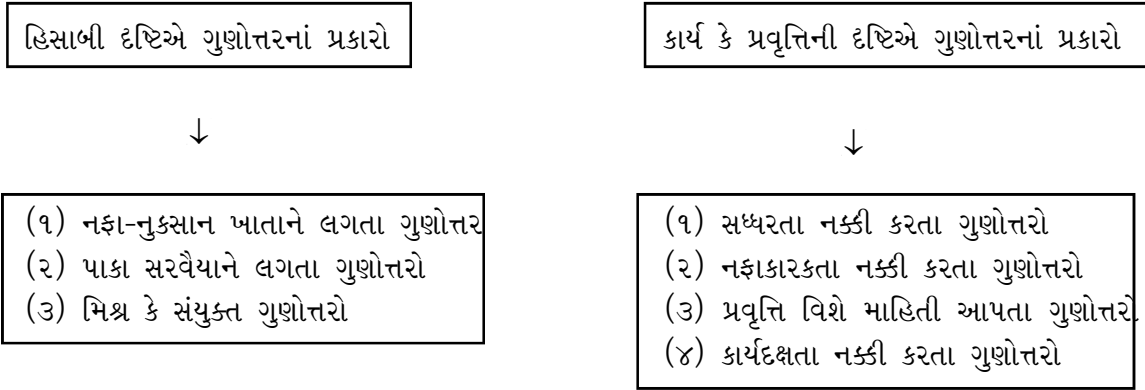 હિસાબી દૃષ્ટિએ ગુણોત્તરનાં પ્રકારો
↓
(૧) નફા-નુકસાન ખાતાને લગતા ગુણોત્તર
(૨) પાકા સરવૈયાને લગતા ગુણોત્તરો
(૩) મિશ્ર કે સંયુક્ત ગુણોત્તરો
કાર્ય કે પ્રવૃત્તિની દૃષ્ટિએ ગુણોત્તરનાં પ્રકારો
↓
(૧) સધ્ધરતા નક્કી કરતા ગુણોત્તરો
(૨) નફાકારકતા નક્કી કરતા ગુણોત્તરો
(૩) પ્રવૃત્તિ વિશે માહિતી આપતા ગુણોત્તરો
(૪) કાર્યદક્ષતા નક્કી કરતા ગુણોત્તરો